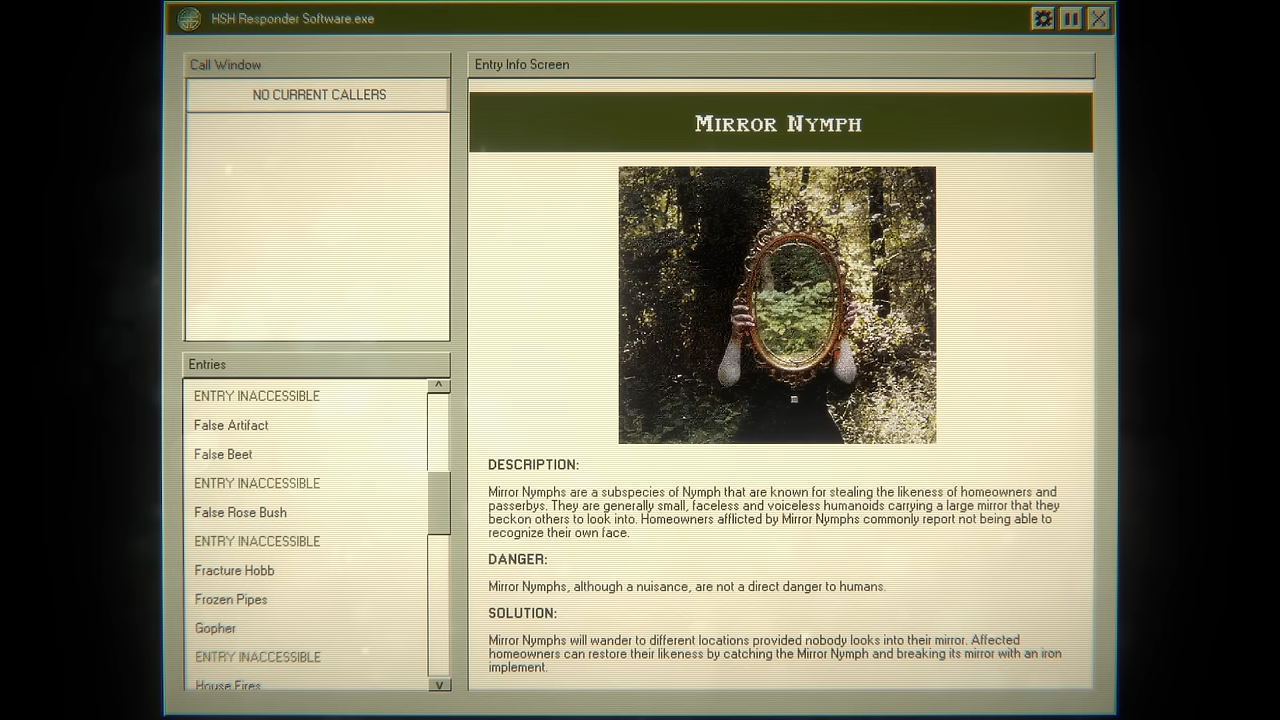 HSH Responder Software.exe
Call Window
NO CURRENT CALLERS
Entries
ENTRY INACCESSIBLE
False Artifact
False Beet
ENTRY INACCESSIBLE
False Rose Bush
ENTRY INACCESSIBLE
Fracture Hobb
Frozen Pipes
Gopher
ENTRY INACCESSIBLE
House Fires
Entry Info Screen
Mirror Nymph
DESCRIPTION:
Mirror Nymphs are a subspecies of Nymph that are known for stealing the likeness of homeowners and
passerbys. They are generally small, faceless and voiceless humanoids carrying a large mirror that they
beckon others to look into. Homeowners afflicted by Mirror Nymphs commonly report not being able to
recognize their own face.
DANGER:
Mirror Nymphs, although a nuisance, are not a direct danger to humans.
SOLUTION:
Mirror Nymphs will wander to different locations provided nobody looks into their mirror. Affected
homeowners can restore their likeness by catching the Mirror Nymph and breaking its mirror with an iron
implement.